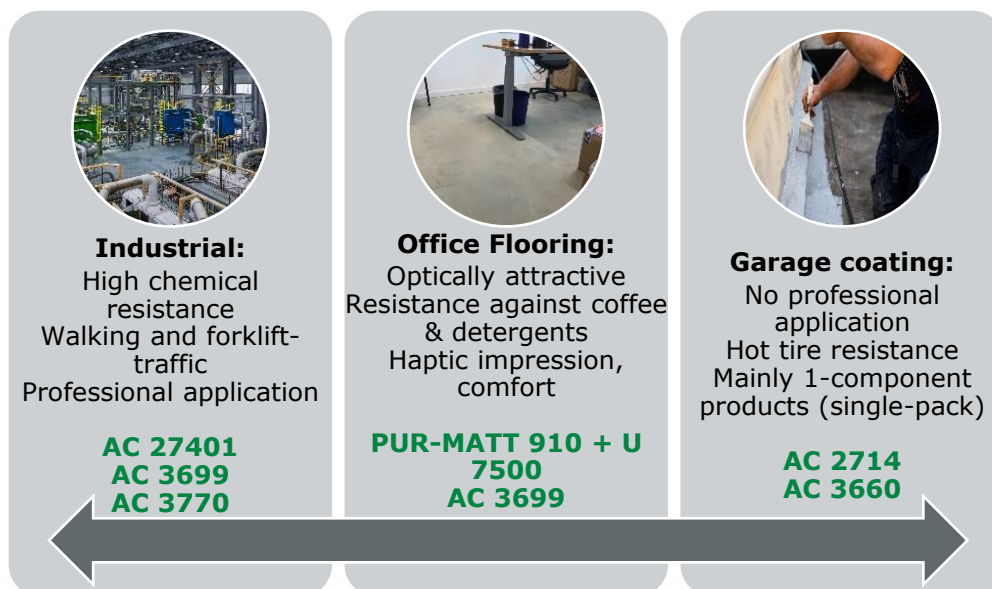 Industrial:
High chemical
resistance
Walking and forklift-
traffic
Professional application
AC 27401
AC 3699
AC 3770
Office Flooring:
Optically attractive
Resistance against coffee
& detergents
Haptic impression,
comfort
PUR-MATT 910 + U
7500
AC 3699
Garage coating:
No professional
application
Hot tire resistance
Mainly 1-component
products (single-pack)
AC 2714
AC 3660